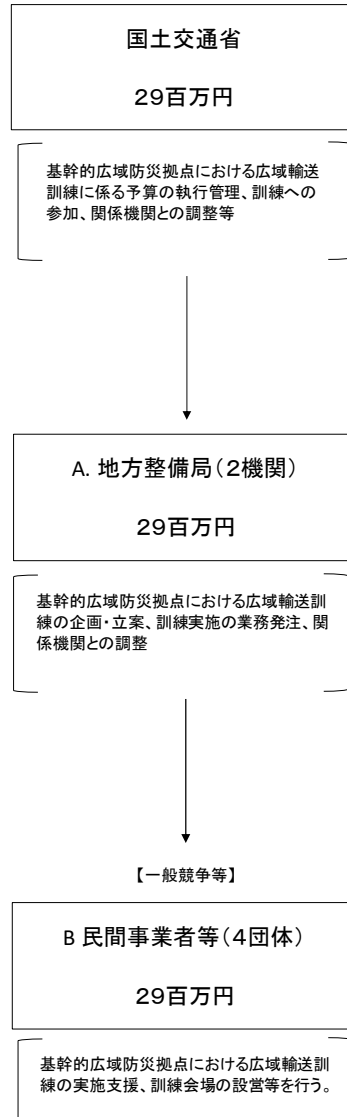 国土交通省
29百万円
基幹的広域防災拠点における広域輸送
訓練に係る予算の執行管理、訓練への
参加、関係機関との調整等
A. 地方整備局(2機関)
29百万円
基幹的広域防災拠点における広域輸送訓
練の企画・立案、訓練実施の業務発注、関
係機関との調整
【一般競争等】
B 民間事業者等(4団体)
29百万円
基幹的広域防災拠点における広域輸送訓
練の実施支援、訓練会場の設営等を行う。